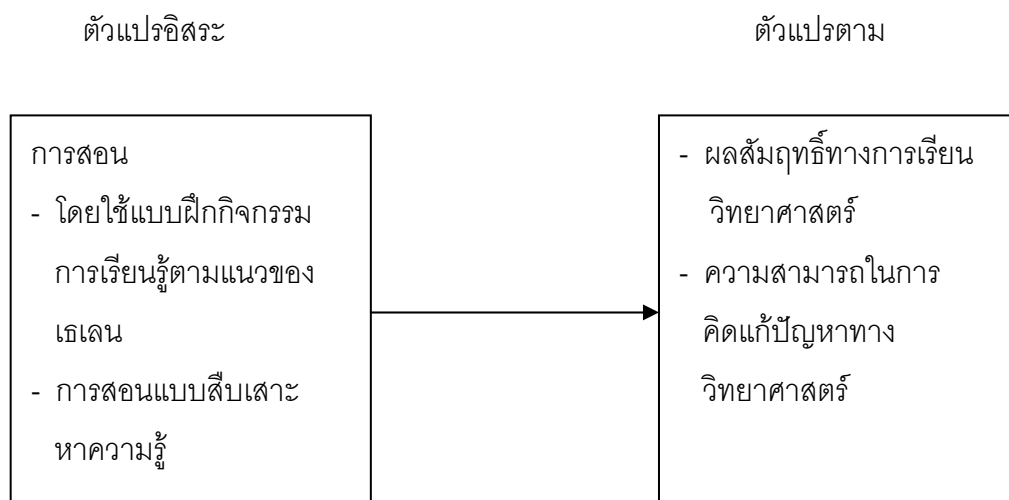 ตัวแปรอิสระ
ตัวแปรตาม
การสอน
- โดยใช้แบบฝึกกิจกรรม
การเรียนรู้ตามแนวของ
เธเลน
- การสอนแบบสืบเสาะ
หาความรู้
- ผลสัมฤทธิ์ทางการเรียน
วิทยาศาสตร์
- ความสามารถในการ
คิดแก้ปัญหาทาง
วิทยาศาสตร์